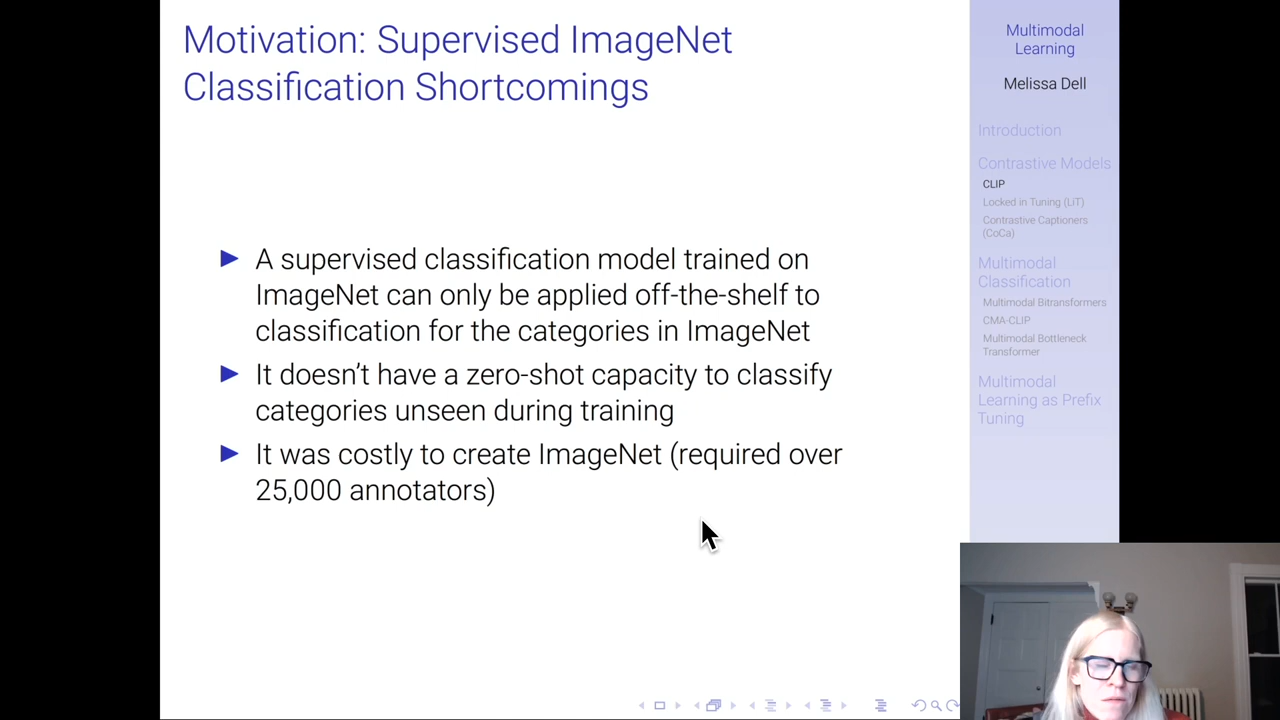 Motivation: Supervised ImageNet
Classification Shortcomings
A supervised classification model trained on
ImageNet can only be applied off-the-shelf to
classification for the categories in ImageNet
It doesn't have a zero-shot capacity to classify
categories unseen during training
It was costly to create ImageNet (required over
25,000 annotators)
Multimodal
Learning
Melissa Dell
Introduction
Contrastive Models
CLIP
Locked in Tuning (LiT)
Contrastive Captioners
(CoCa)
Multimodal
Classification
Multimodal Bitransformers
CMA-CLIP
Multimodal Bottleneck
Transformer
Multimodal
Learning as Prefix
Tuning